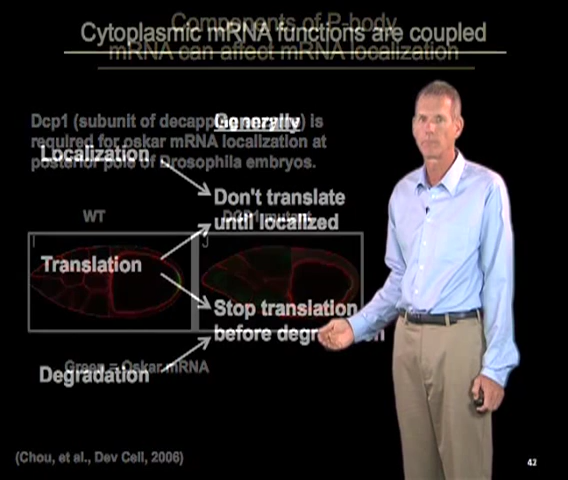 Components of P-body
mRNA can affect mRNA localization
Cytoplasmic mRNA functions are coupled
Dcp1 (subunit of decapping enzyme) is
required for oskar mRNA localization at
posterior pole of Drosophila embryos.
Generally
Localization
Don't translate
until localized
WT
mutant
Translation
Stop translation
before
Green = Oskar mRNA
Degradation
(Chou, et al., Dev Cell, 2006)
42